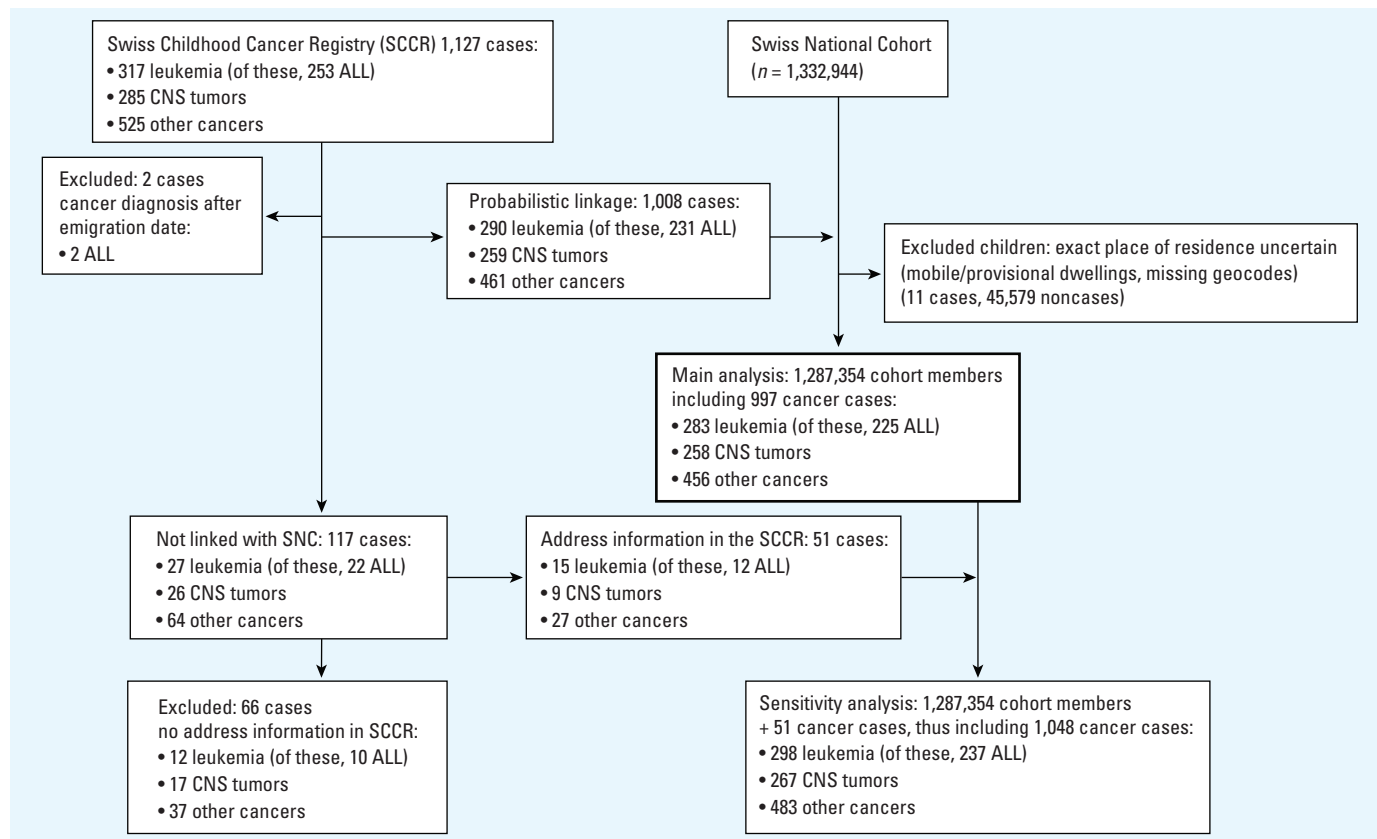 Swiss Childhood Cancer Registry (SCCR) 1,127 cases:
• 317 leukemia (of these, 253 ALL)
• 285 CNS tumors
• 525 other cancers
Swiss National Cohort
(n = 1,332,944)
Excluded: 2 cases
cancer diagnosis after
emigration date:
• 2 ALL
Probabilistic linkage: 1,008 cases:
• 290 leukemia (of these, 231 ALL)
• 259 CNS tumors
• 461 other cancers
Excluded children: exact place of residence uncertain
(mobile/provisional dwellings, missing geocodes)
(11 cases, 45,579 noncases)
Main analysis: 1,287,354 cohort members
including 997 cancer cases:
• 283 leukemia (of these, 225 ALL)
• 258 CNS tumors
• 456 other cancers
Not linked with SNC: 117 cases:
• 27 leukemia (of these, 22 ALL)
• 26 CNS tumors
• 64 other cancers
Address information in the SCCR: 51 cases:
• 15 leukemia (of these, 12 ALL)
• 9 CNS tumors
• 27 other cancers
Excluded: 66 cases
no address information in SCCR:
• 12 leukemia (of these, 10 ALL)
• 17 CNS tumors
• 37 other cancers
Sensitivity analysis: 1,287,354 cohort members
+ 51 cancer cases, thus including 1,048 cancer cases:
• 298 leukemia (of these, 237 ALL)
• 267 CNS tumors
• 483 other cancers